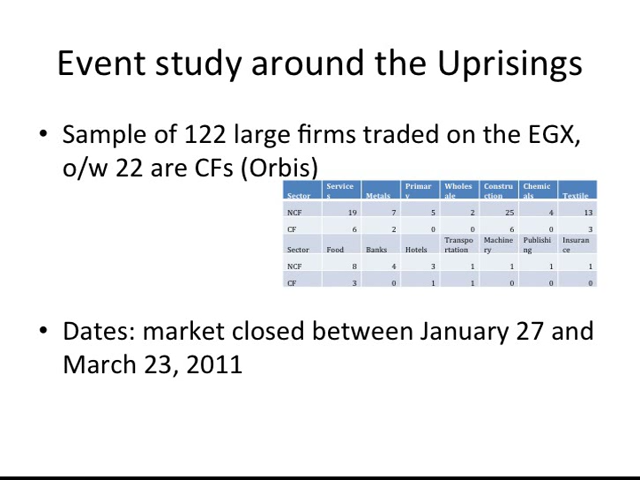 Event study around the Uprisings
• Sample of 122 large firms traded on the EGX,
o/w 22 are CFs (Orbis)
Sector Services Metals Primary Wholesale Construction Chemicals Textile
NCF 19 7 5 2 25 4 13
CF 6 2 0 0 6 0 3
Sector Food Banks Hotels Transportation Machinery Publishing Insurance
NCF 8 4 3 1 1 1 1
CF 3 0 1 1 0 0 0
• Dates: market closed between January 27 and
March 23, 2011